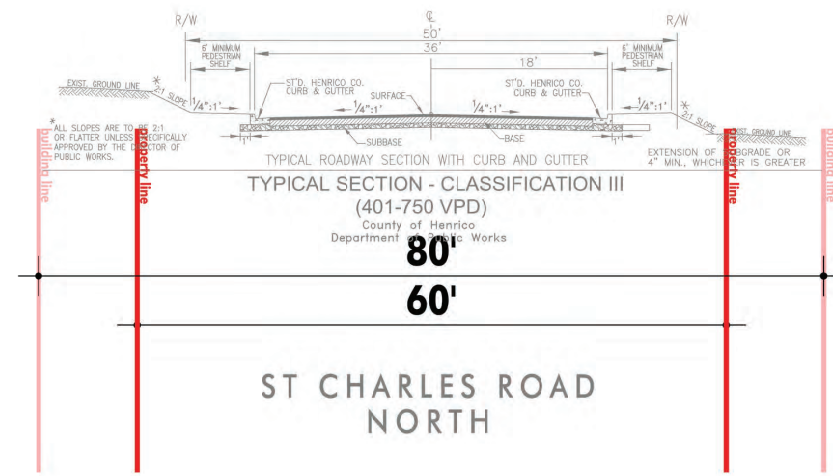 R/W ℄ R/W
50'
36'
6' MINIMUM PEDESTRIAN SHELF
18'
6' MINIMUM PEDESTRIAN SHELF
EXIST. GROUND LINE
* 2:1 SLOPE
1/4":1'
ST'D. HENRICO CO.
CURB & GUTTER
SURFACE
1/4":1'
1/4":1'
ST'D. HENRICO CO.
CURB & GUTTER
1/4":1'
* 2:1 SLOPE
EXIST. GROUND LINE
SUBBASE
BASE
* ALL SLOPES ARE TO BE 2:1
OR FLATTER UNLESS SPECIFICALLY
APPROVED BY THE DIRECTOR OF
PUBLIC WORKS.
EXTENSION OF SUBGRADE OR
4" MIN., WHCHEVER IS GREATER
TYPICAL ROADWAY SECTION WITH CURB AND GUTTER
TYPICAL SECTION - CLASSIFICATION III
(401-750 VPD)
County of Henrico
Department of Public Works
building line
property line
property line
building line
80'
60'
ST CHARLES ROAD
NORTH